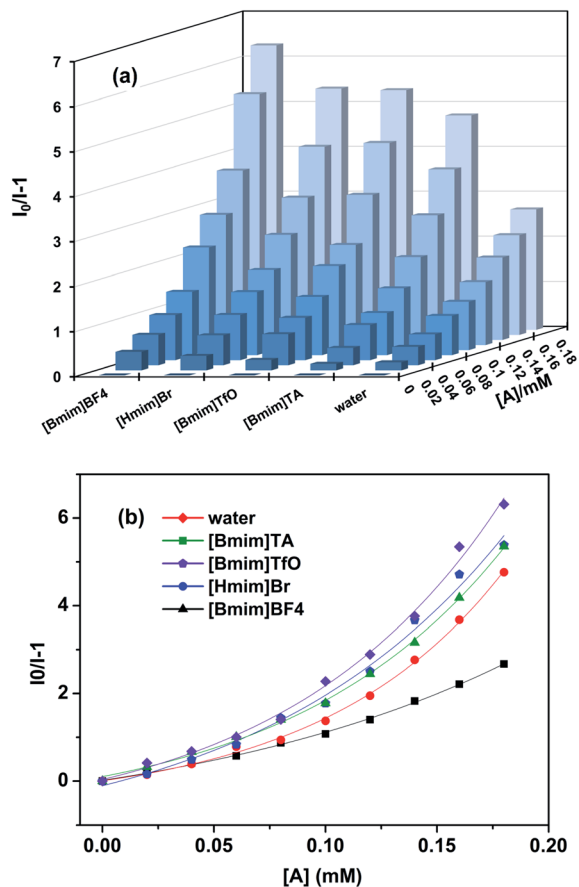 (a)
7
6
5
4
3
2
1
0
I0/I-1
[Bmim]BF4
[Hmim]Br
[Bmim]TfO
[Bmim]TA
water
0
0.02
0.04
0.06
0.08
0.1
0.12
0.14
0.16
0.18
[A]/mM
(b)
water
[Bmim]TA
[Bmim]TfO
[Hmim]Br
[Bmim]BF4
6
4
2
0
I0/I-1
0.00 0.05 0.10 0.15 0.20
[A] (mM)